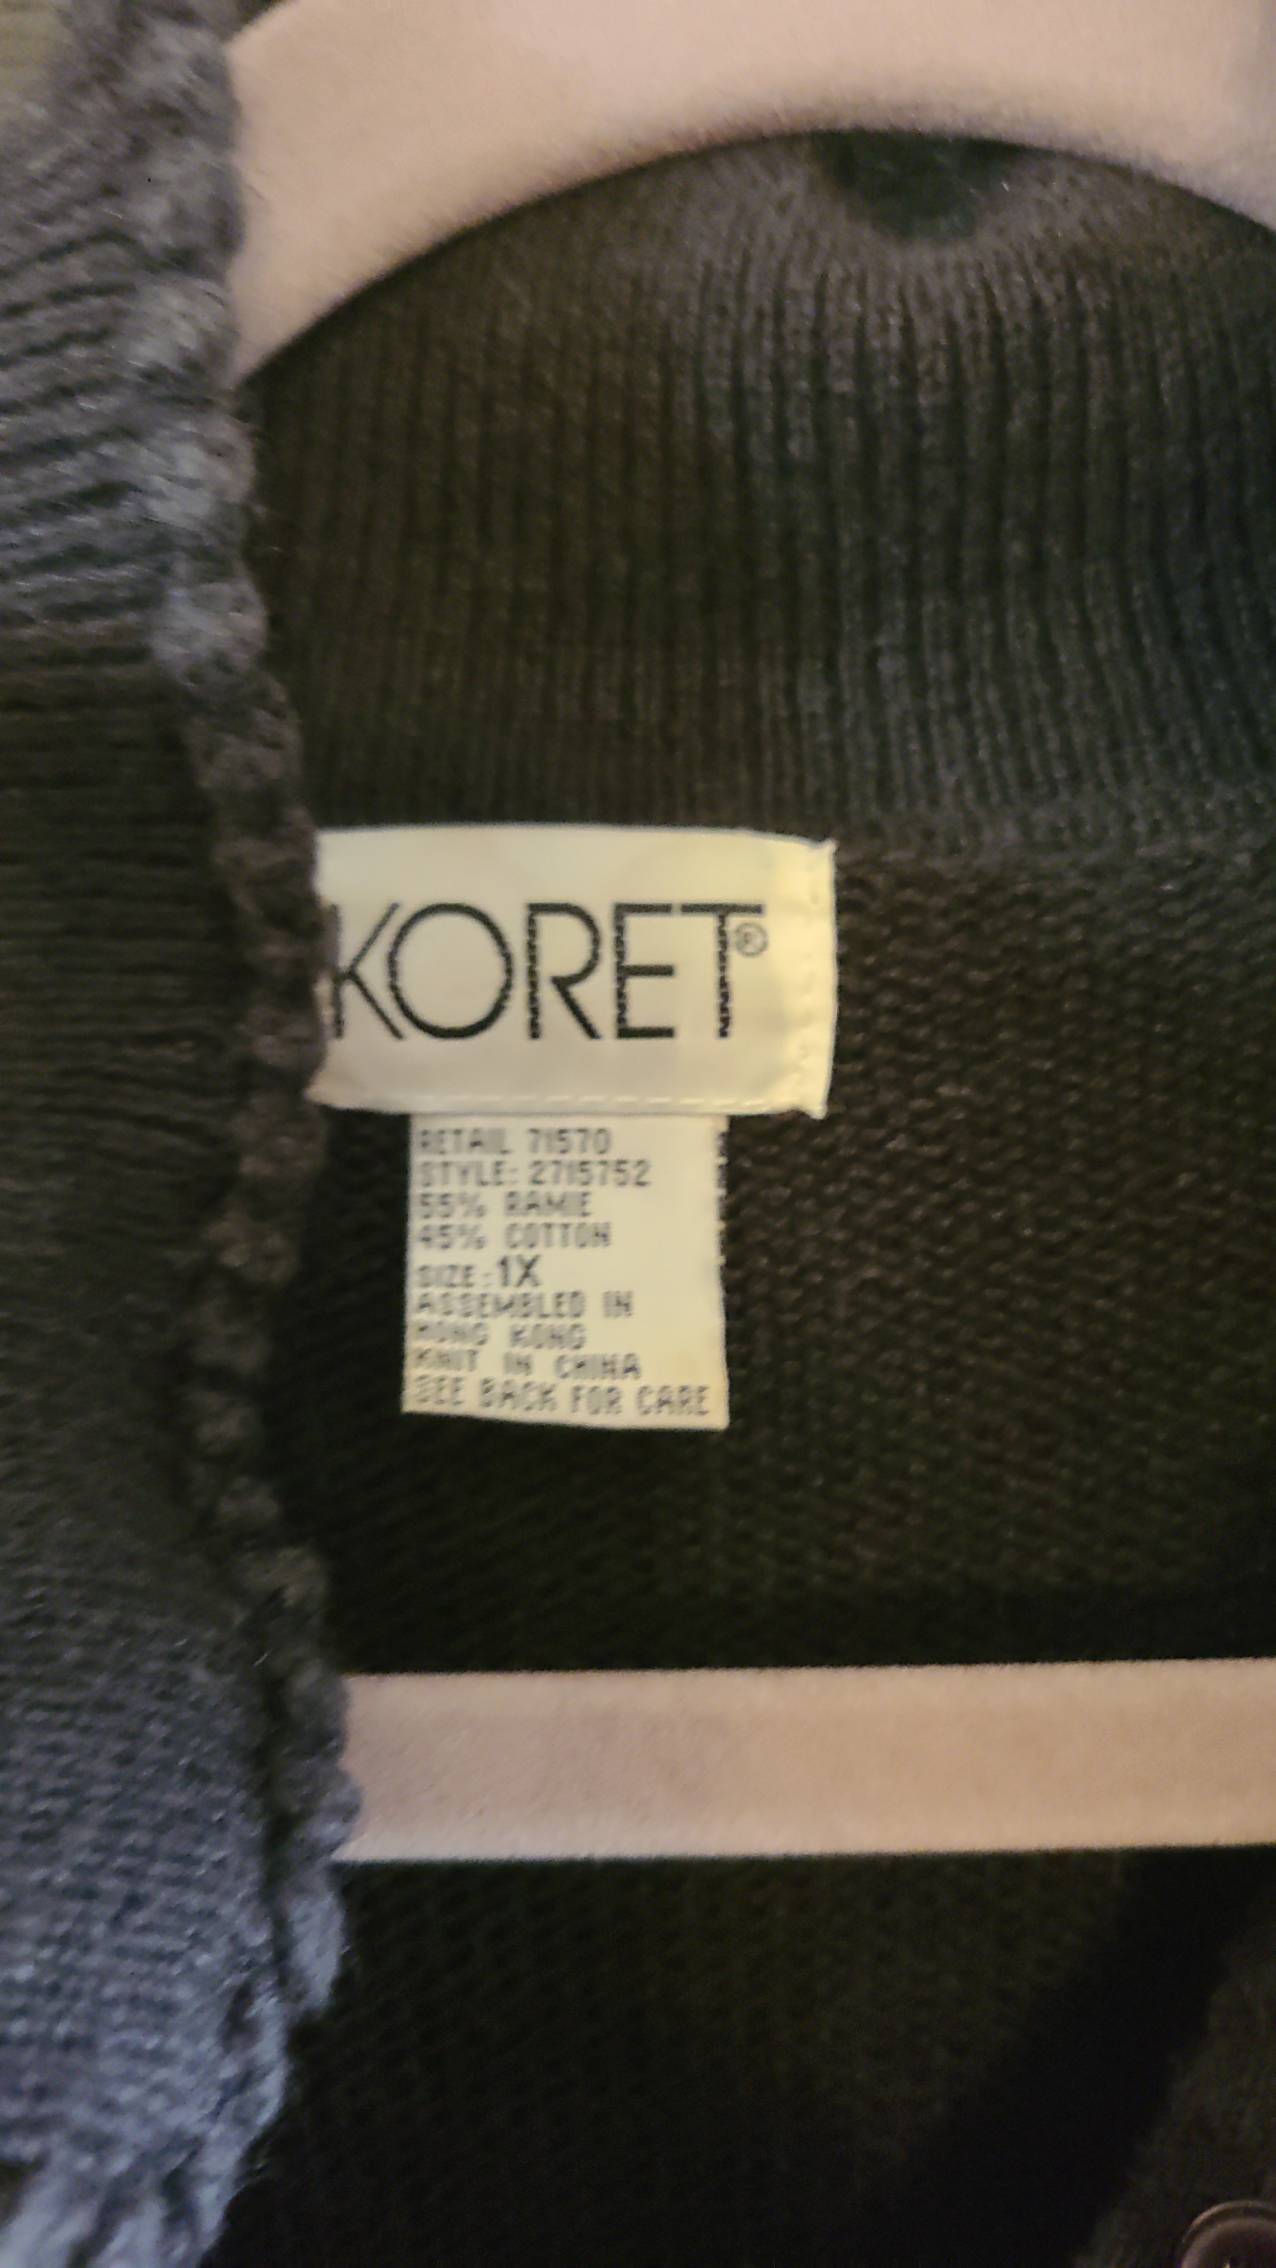 KORET®
RETAIL 71570
STYLE: 2715752
55% RAMIE
45% COTTON
SIZE: 1X
ASSEMBLED IN
HONG KONG
KNIT IN CHINA
SEE BACK FOR CARE